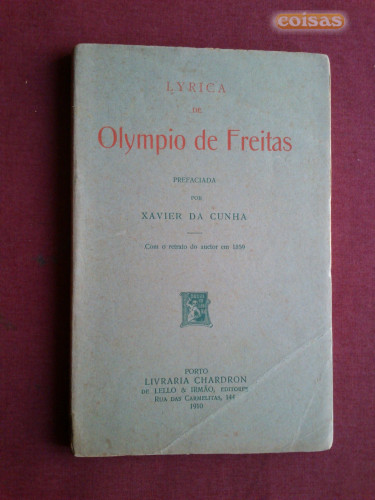 coisas
LYRICA
DE
Olympio de Freitas
PREFACIADA
POR
XAVIER DA CUNHA
Com o retrato do auctor em 1859
PORTO
LIVRARIA CHARDRON
DE LELLO & IRMÃO, EDITORES
RUA DAS CARMELITAS, 144
1910